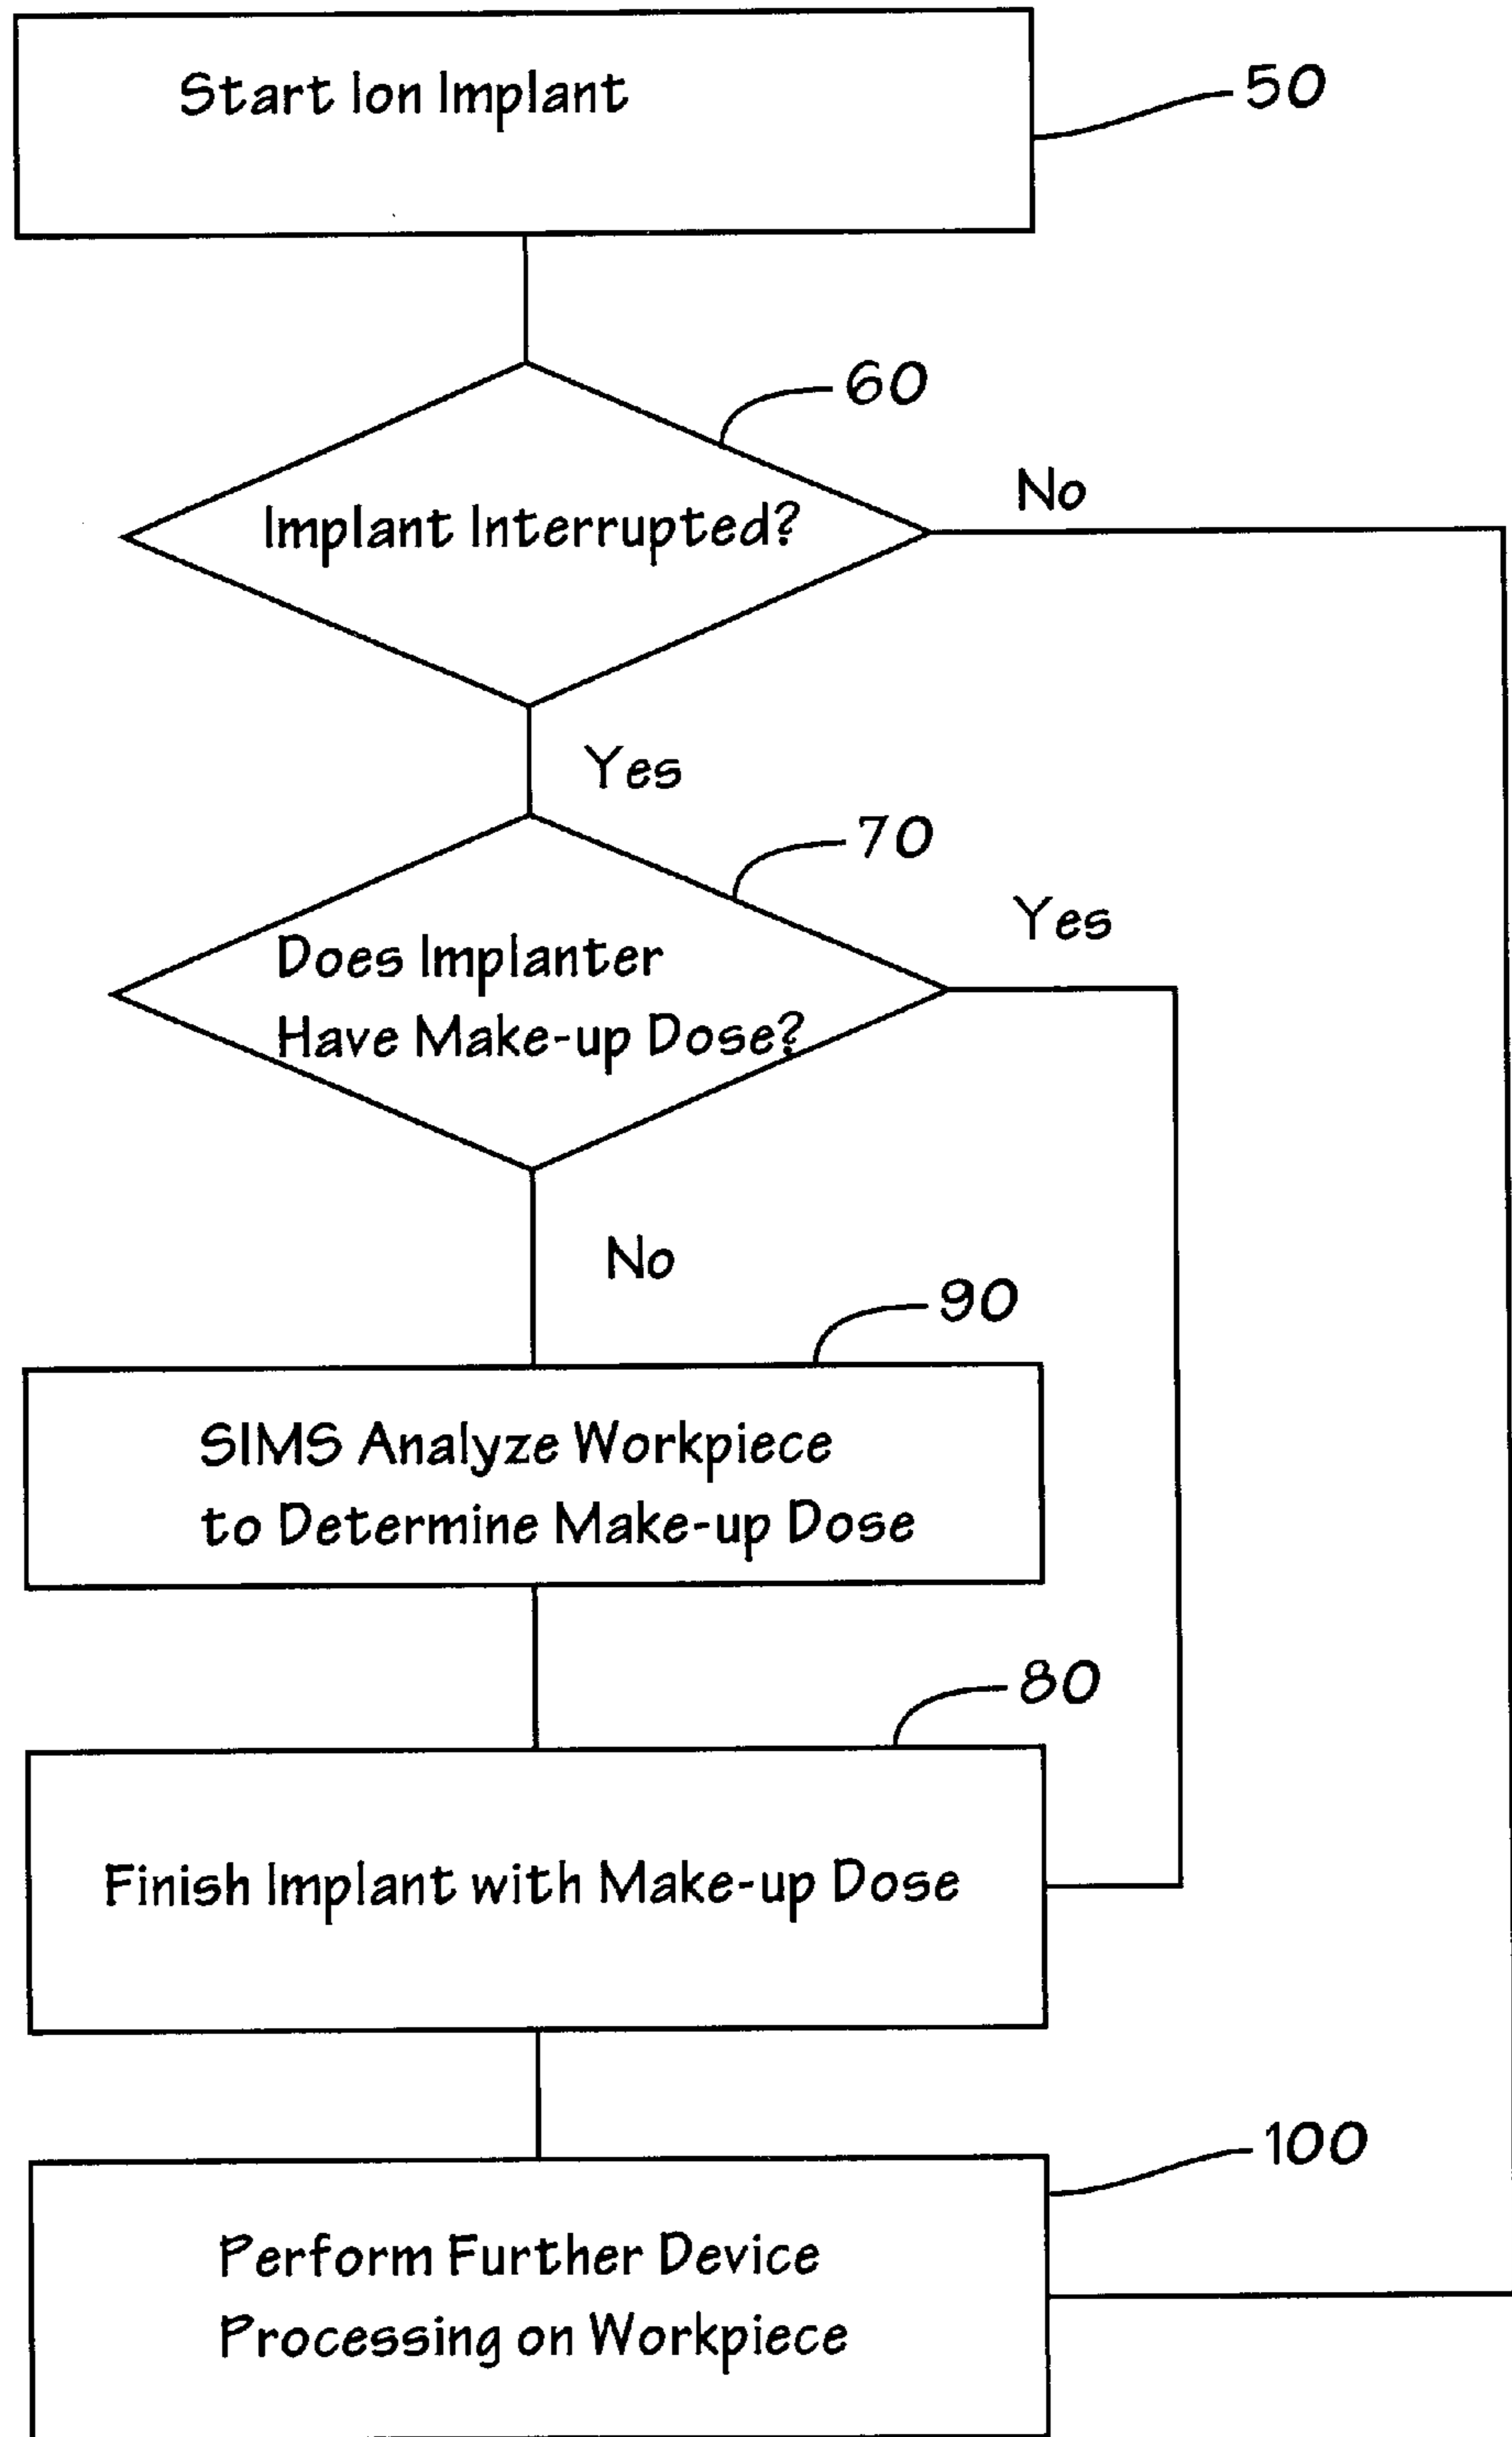 Start Ion Implant
50
60
Implant Interrupted?
No
Yes
70
Does Implanter
Have Make-up Dose?
Yes
No
90
SIMS Analyze Workpiece
to Determine Make-up Dose
80
Finish Implant with Make-up Dose
100
Perform Further Device
Processing on Workpiece